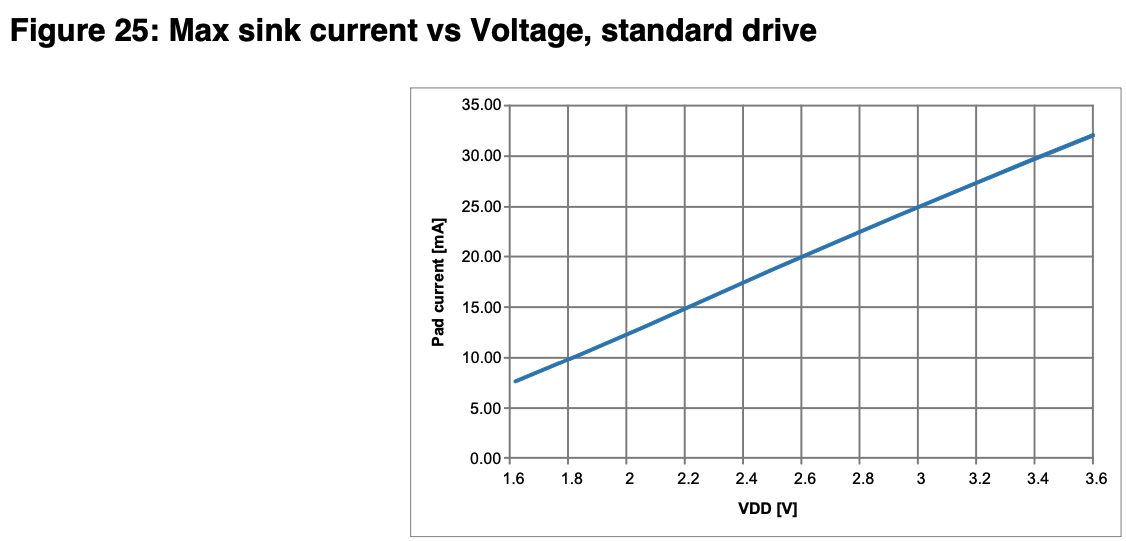 Figure 25: Max sink current vs Voltage, standard drive
35.00
30.00
25.00
20.00
15.00
10.00
5.00
0.00
Pad current [mA]
1.6 1.8 2 2.2 2.4 2.6 2.8 3 3.2 3.4 3.6
VDD [V]